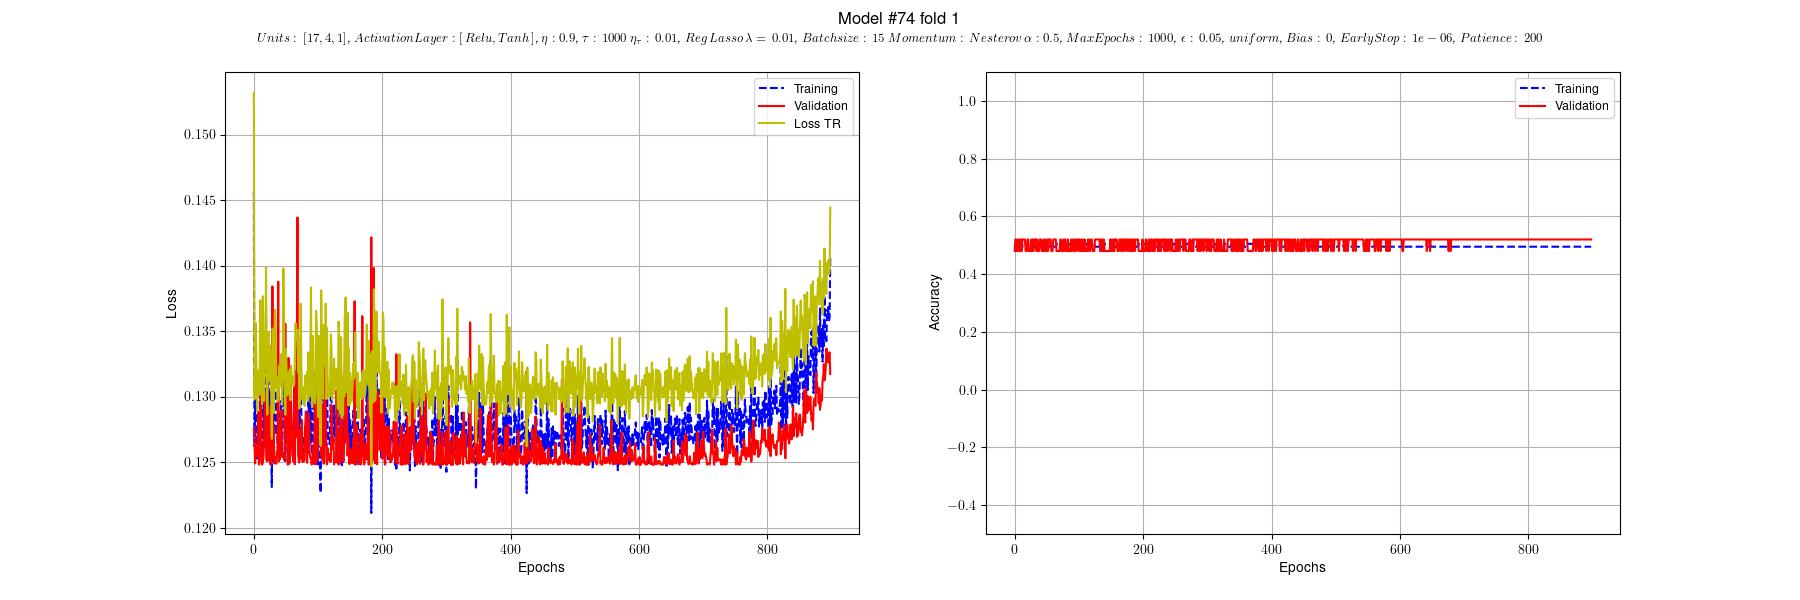 Model #74 fold 1
Units : [17, 4, 1], ActivationLayer : [ Relu, Tanh ], η : 0.9, τ : 1000 ητ : 0.01, Reg Lasso λ = 0.01, Batchsize : 15 Momentum : Nesterov α : 0.5, MaxEpochs : 1000, ϵ : 0.05, uniform, Bias : 0, EarlyStop : 1e − 06, Patience : 200
Training
Validation
Loss TR
0.150
0.145
0.140
0.135
0.130
0.125
0.120
Loss
0 200 400 600 800
Epochs
Training
Validation
1.0
0.8
0.6
0.4
0.2
0.0
−0.2
−0.4
Accuracy
0 200 400 600 800
Epochs